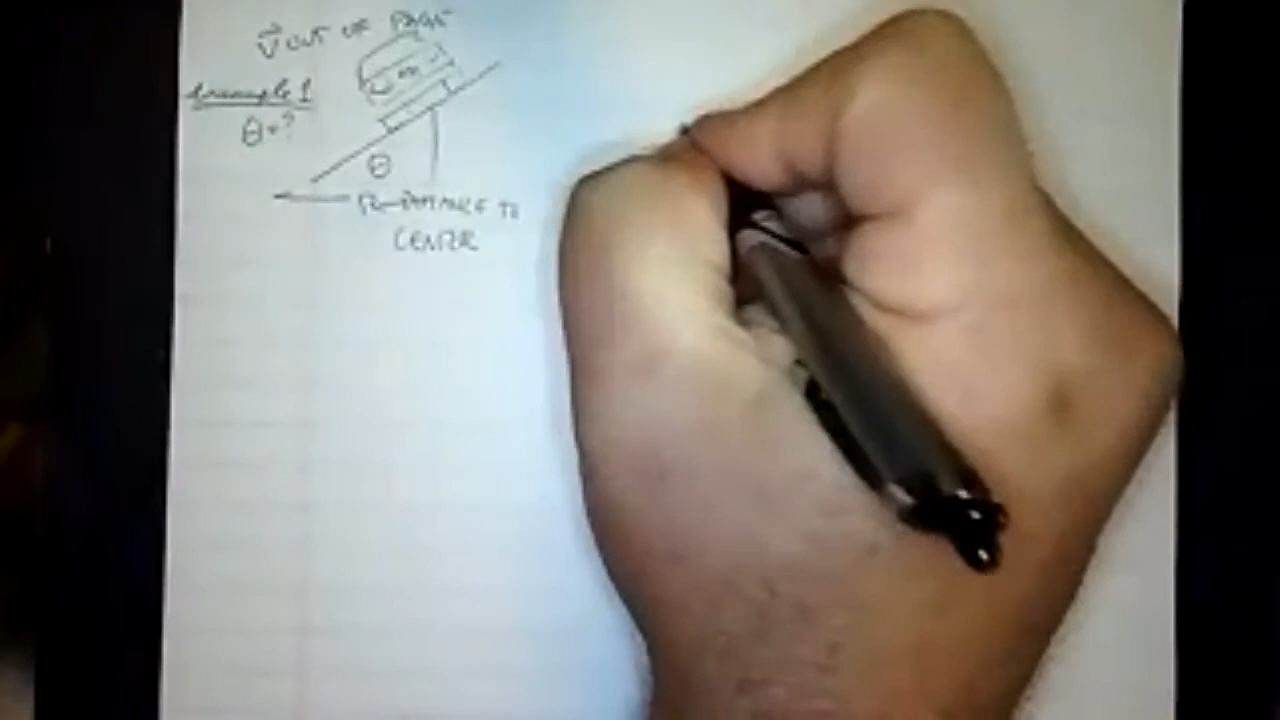 V⃗ OUT OF PAGE
Example 1
θ = ?
m
θ
R - DISTANCE TO
CENTER